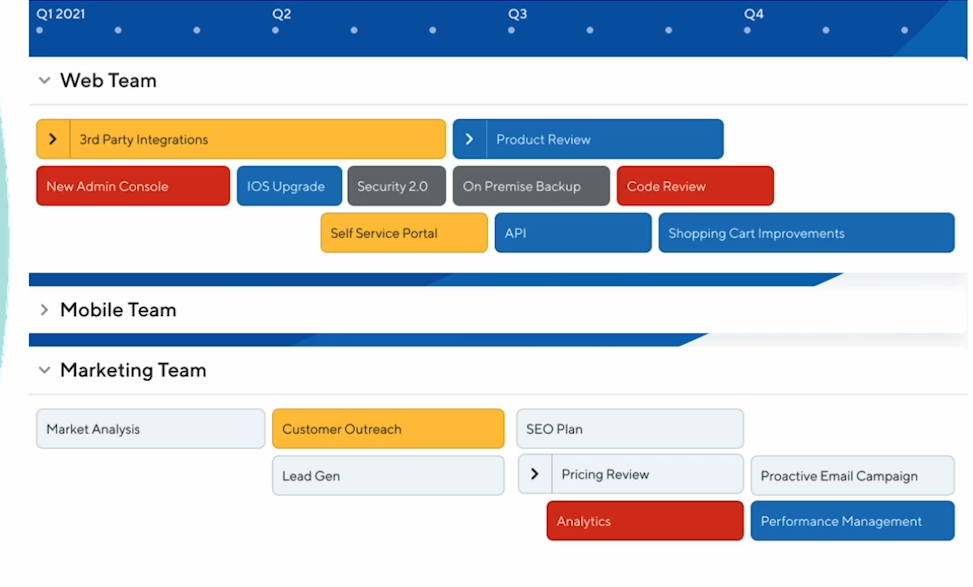 Q1 2021 Q2 Q3 Q4
Web Team
3rd Party Integrations Product Review
New Admin Console IOS Upgrade Security 2.0 On Premise Backup Code Review
Self Service Portal API Shopping Cart Improvements
Mobile Team
Marketing Team
Market Analysis Customer Outreach SEO Plan
Lead Gen Pricing Review Proactive Email Campaign
Analytics Performance Management